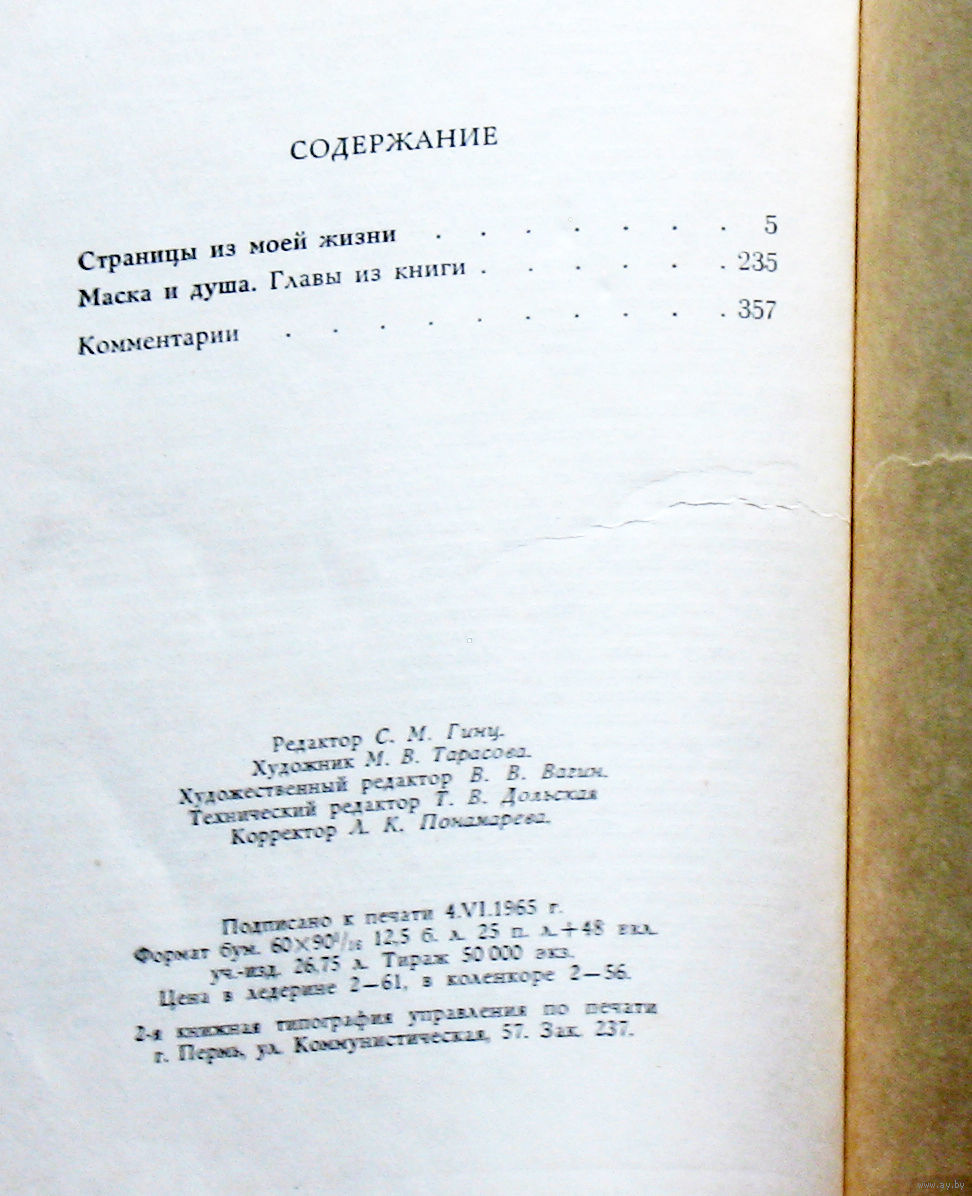 СОДЕРЖАНИЕ
Страницы из моей жизни . . . . . . . 5
Маска и душа. Главы из книги . . . . . . 235
Комментарии . . . . . . . . . . 357
Редактор С. М. Гинц.
Художник М. В. Тарасова.
Художественный редактор В. В. Вагин.
Технический редактор Т. В. Дольская
Корректор Л. К. Понамарева.
Подписано к печати 4.VI.1965 г.
Формат бум. 60×90¹/₁₆ 12,5 б. л. 25 п. л.+48 вкл.
уч.-изд. 26,75 л. Тираж 50 000 экз.
Цена в ледерине 2—61, в коленкоре 2—56.
2-я книжная типография управления по печати
г. Пермь, ул. Коммунистическая, 57. Зак. 237.
www.ay.by